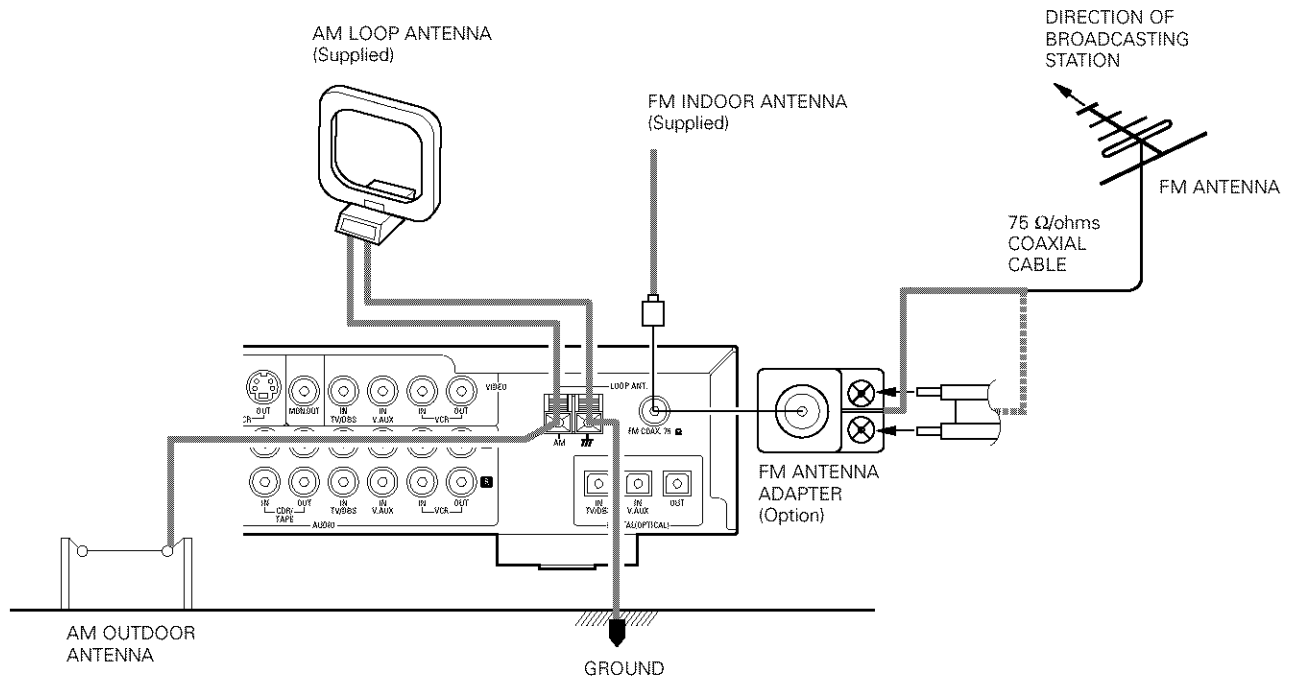 AM LOOP ANTENNA
(Supplied)
DIRECTION OF
BROADCASTING
STATION
FM INDOOR ANTENNA
(Supplied)
FM ANTENNA
75 Ω/ohms
COAXIAL
CABLE
LOOP ANT.
VIDEO
OUT
MON.OUT
IN
TV/DBS
IN
V.AUX
IN
OUT
VCR
CR
AM
FM COAX. 75 Ω
FM ANTENNA
ADAPTER
(Option)
R
IN
OUT
CDR/
TAPE
IN
TV/DBS
IN
V.AUX
IN
OUT
VCR
AUDIO
IN
TV/DBS
IN
V.AUX
OUT
AL(OPTICAL)
AM OUTDOOR
ANTENNA
GROUND